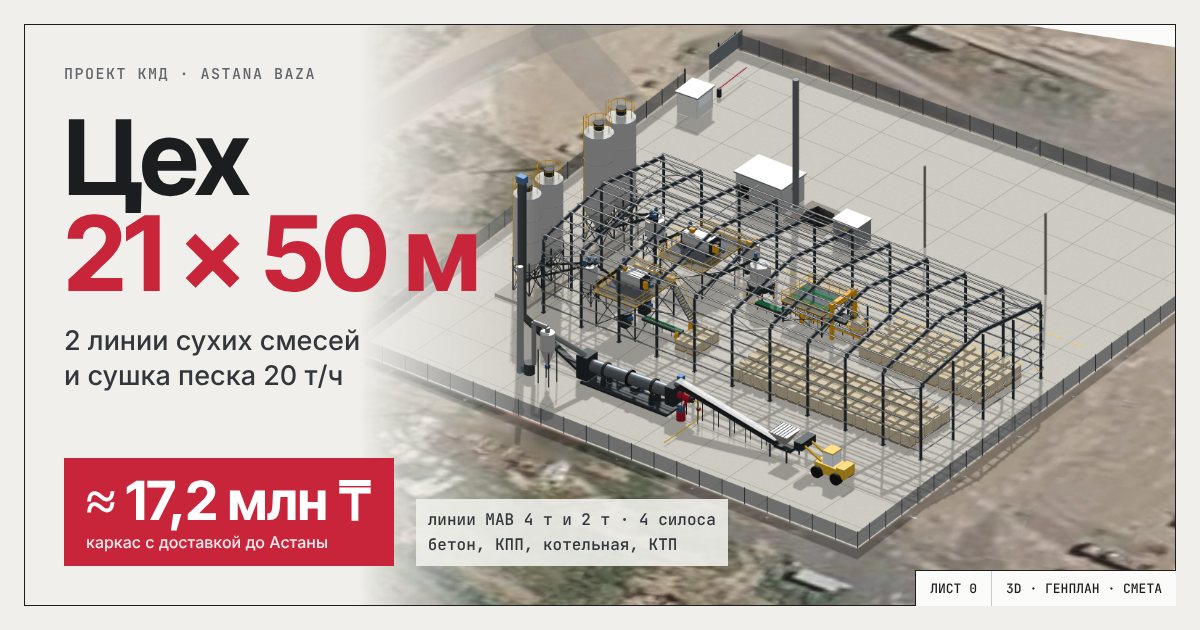 ПРОЕКТ КМД · ASTANA BAZA
Цех
21 × 50 м
2 линии сухих смесей
и сушка песка 20 т/ч
≈ 17,2 млн ₸
каркас с доставкой до Астаны
линии МАВ 4 т и 2 т · 4 силоса
бетон, КПП, котельная, КТП
ЛИСТ 0
3D · ГЕНПЛАН · СМЕТА